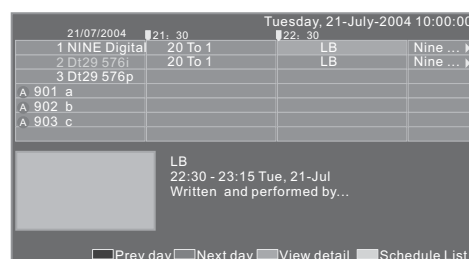 Tuesday, 21-July-2004 10:00:00
21/07/2004 21: 30 22: 30
1 NINE Digital 20 To 1 LB Nine ...
2 Dt29 576i 20 To 1 LB Nine ...
3 Dt29 576p
A 901 a
A 902 b
A 903 c
LB
22:30 - 23:15 Tue, 21-Jul
Written and performed by...
Prev day Next day View detail Schedule List